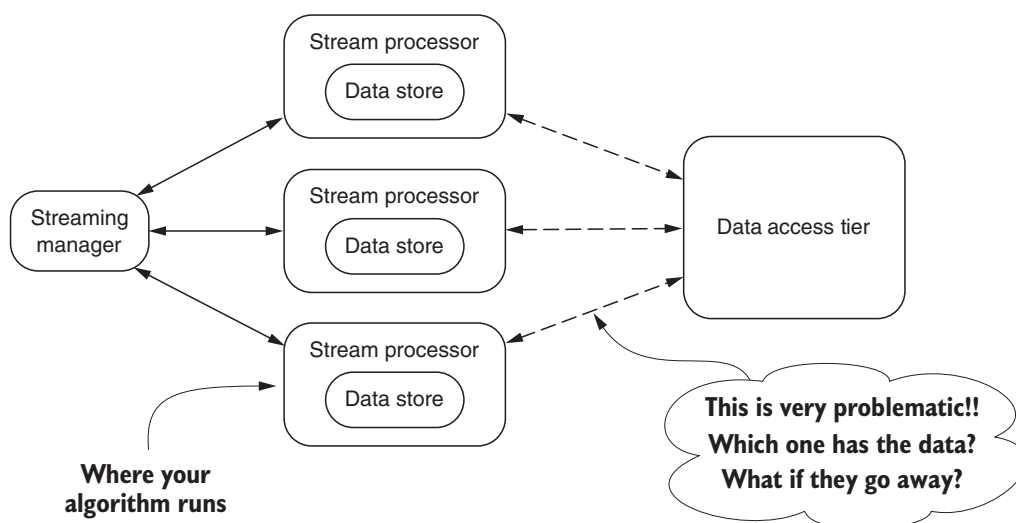 Stream processor
Data store
Streaming
manager
Stream processor
Data store
Data access tier
Stream processor
Data store
Where your
algorithm runs
This is very problematic!!
Which one has the data?
What if they go away?